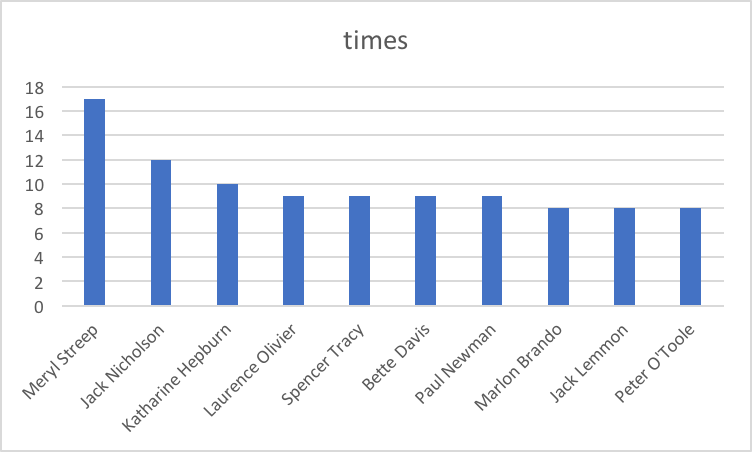 times
18
16
14
12
10
8
6
4
2
0
Meryl Streep
Jack Nicholson
Katharine Hepburn
Laurence Olivier
Spencer Tracy
Bette Davis
Paul Newman
Marlon Brando
Jack Lemmon
Peter O'Toole